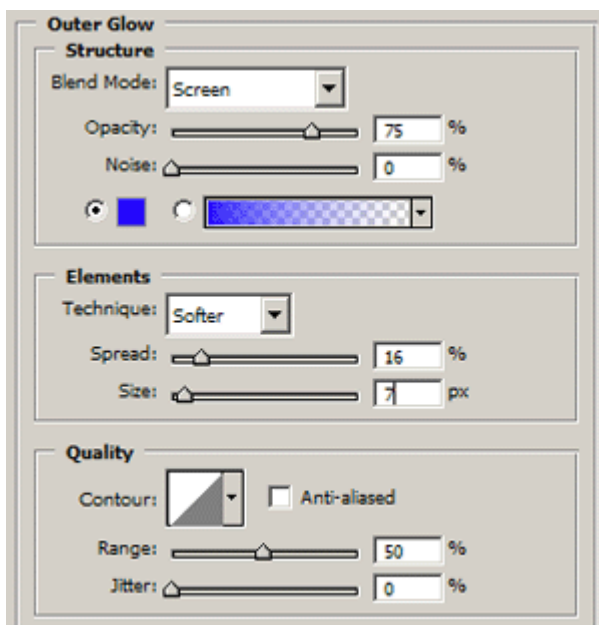 Outer Glow
Structure
Blend Mode: Screen
Opacity: 75 %
Noise: 0 %
Elements
Technique: Softer
Spread: 16 %
Size: 7 px
Quality
Contour: Anti-aliased
Range: 50 %
Jitter: 0 %